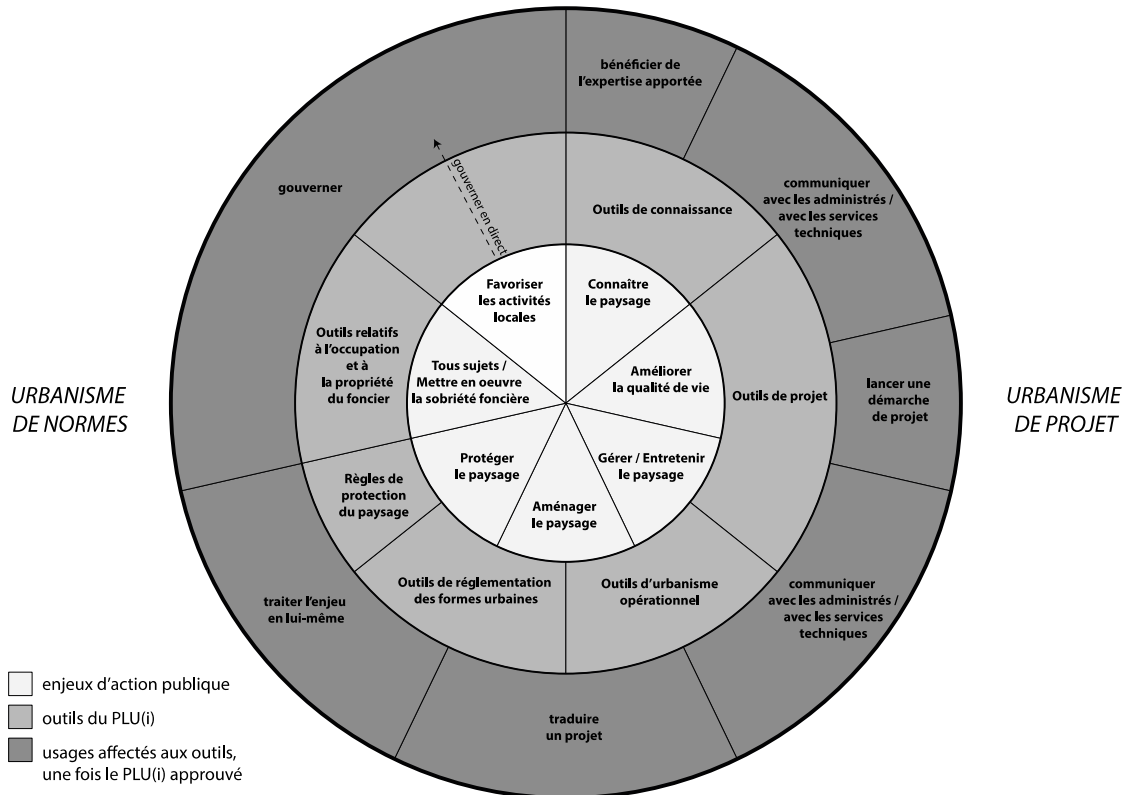 bénéficier de
l'expertise apportée
communiquer
avec les administrés /
avec les services
techniques
lancer une
démarche
de projet
communiquer
avec les administrés /
avec les services
techniques
traduire
un projet
traiter l'enjeu
en lui-même
gouverner
gouverner en direct
Outils de connaissance
Outils de projet
Outils d'urbanisme
opérationnel
Outils de réglementation
des formes urbaines
Règles de
protection
du paysage
Outils relatifs
à l'occupation
et à
la propriété
du foncier
Favoriser
les activités
locales
Connaître
le paysage
Améliorer
la qualité de vie
Gérer / Entretenir
le paysage
Aménager
le paysage
Protéger
le paysage
Tous sujets /
Mettre en oeuvre
la sobriété foncière
URBANISME
DE NORMES
URBANISME
DE PROJET
enjeux d'action publique
outils du PLU(i)
usages affectés aux outils,
une fois le PLU(i) approuvé